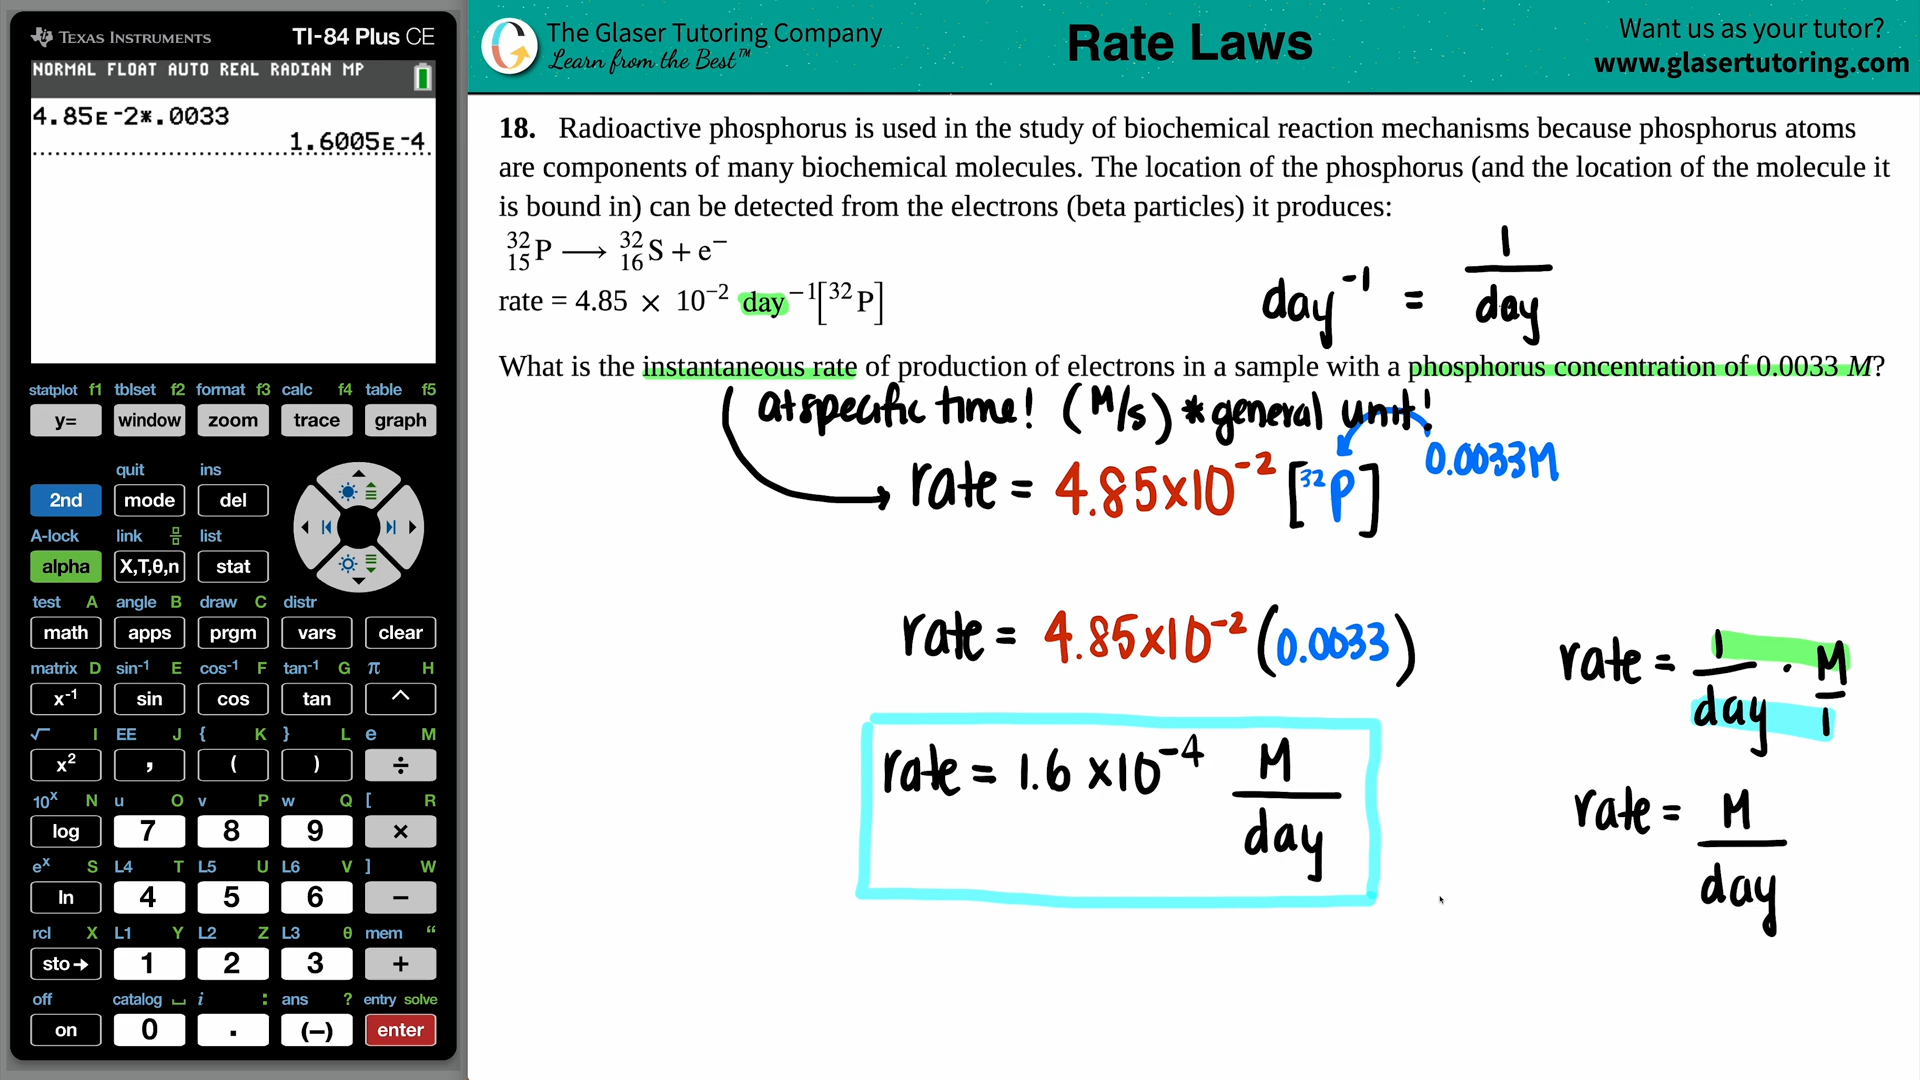 TEXAS INSTRUMENTS TI-84 Plus CE
NORMAL FLOAT AUTO REAL RADIAN MP
4.85E-2*.0033
1.6005E-4
statplot f1 tblset f2 format f3 calc f4 table f5
y= window zoom trace graph
quit ins
2nd mode del
A-lock link list
alpha X,T,θ,n stat
test A angle B draw C distr
math apps prgm vars clear
matrix D sin⁻¹ E cos⁻¹ F tan⁻¹ G π H
x⁻¹ sin cos tan ^
√ I EE J { K } L e M
x² , ( ) ÷
10ˣ N u O v P w Q [ R
log 7 8 9 ×
eˣ S L4 T L5 U L6 V ] W
ln 4 5 6 −
rcl X L1 Y L2 Z L3 θ mem "
sto→ 1 2 3 +
off catalog ⎵ i : ans ? entry solve
on 0 . (−) enter
The Glaser Tutoring Company
Learn from the Best™
Rate Laws
Want us as your tutor?
www.glasertutoring.com
18. Radioactive phosphorus is used in the study of biochemical reaction mechanisms because phosphorus atoms
are components of many biochemical molecules. The location of the phosphorus (and the location of the molecule it
is bound in) can be detected from the electrons (beta particles) it produces:
³²₁₅P ⟶ ³²₁₆S + e⁻
rate = 4.85 × 10⁻² day⁻¹[³²P]
day⁻¹ = 1/day
What is the instantaneous rate of production of electrons in a sample with a phosphorus concentration of 0.0033 M?
at specific time! (M/s) *general unit!
rate = 4.85x10⁻² [³²P] 0.0033M
rate = 4.85x10⁻² (0.0033)
rate = 1/day · M/1
rate = 1.6 x10⁻⁴ M/day
rate = M/day